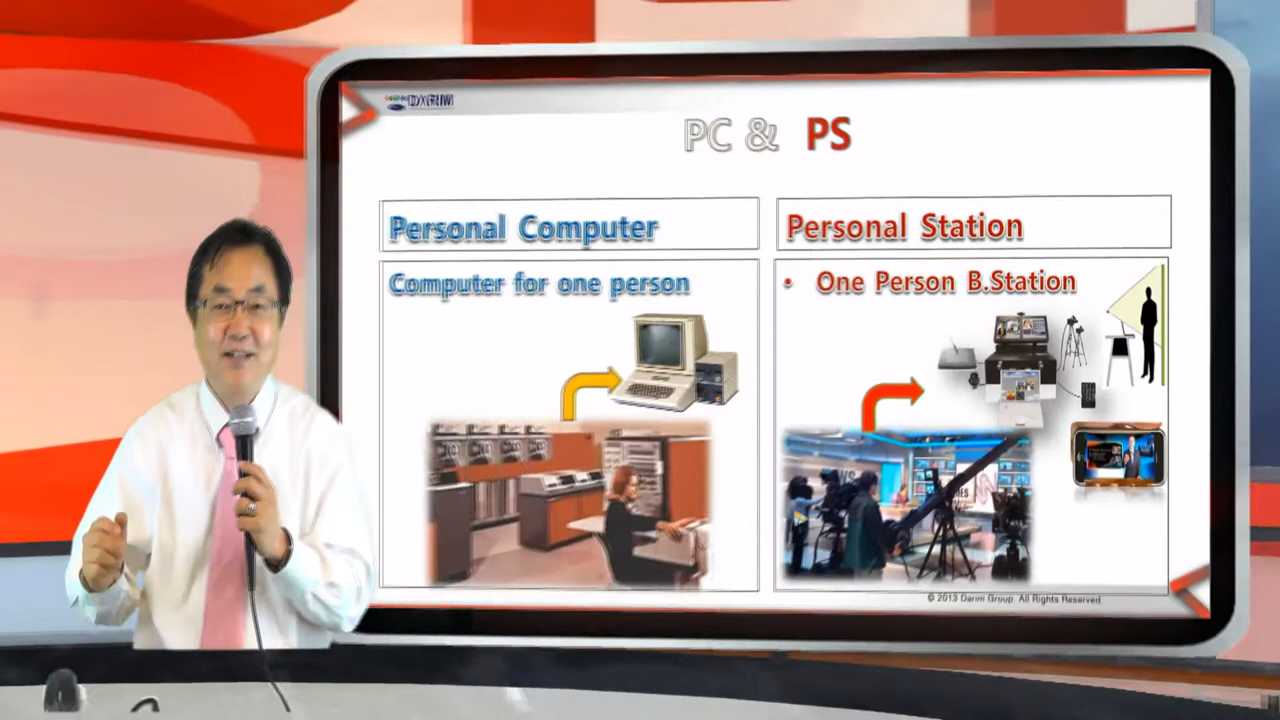 DARIM
PC & PS
Personal Computer
Personal Station
Computer for one person
• One Person B.Station
© 2013 Darim Group. All Rights Reserved.